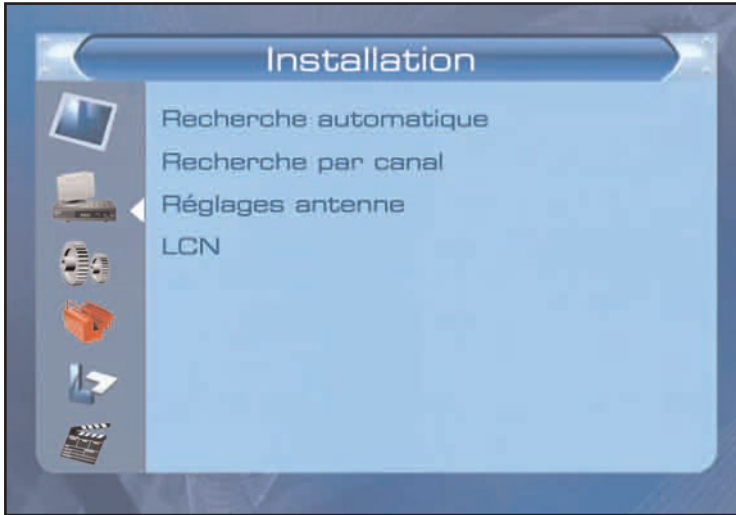 Installation
Recherche automatique
Recherche par canal
Réglages antenne
LCN